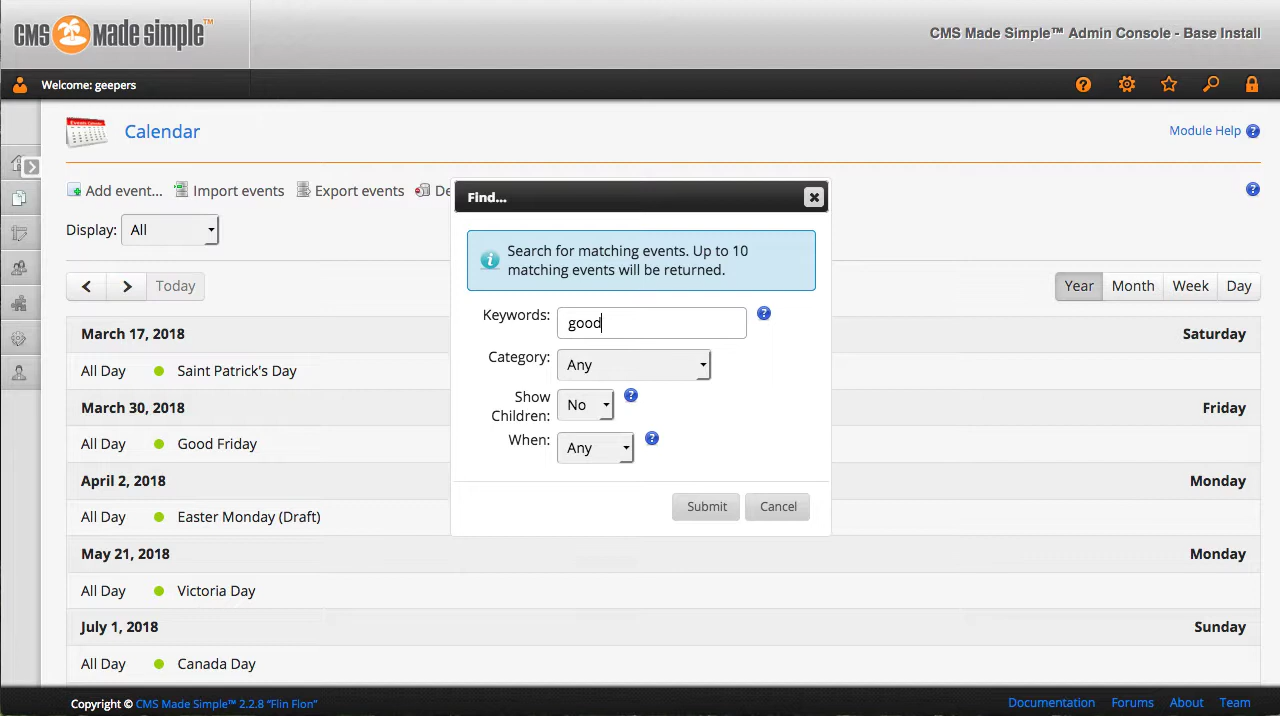 CMS Made Simple™
CMS Made Simple™ Admin Console - Base Install
Welcome: geepers
Calendar
Module Help
Add event...
Import events
Export events
De
Display:
All
Find...
Search for matching events. Up to 10
matching events will be returned.
Keywords:
good
Category:
Any
Show
Children:
No
When:
Any
Submit
Cancel
Today
Year
Month
Week
Day
March 17, 2018 Saturday
All Day Saint Patrick's Day
March 30, 2018 Friday
All Day Good Friday
April 2, 2018 Monday
All Day Easter Monday (Draft)
May 21, 2018 Monday
All Day Victoria Day
July 1, 2018 Sunday
All Day Canada Day
Copyright © CMS Made Simple™ 2.2.8 “Flin Flon”
Documentation Forums About Team